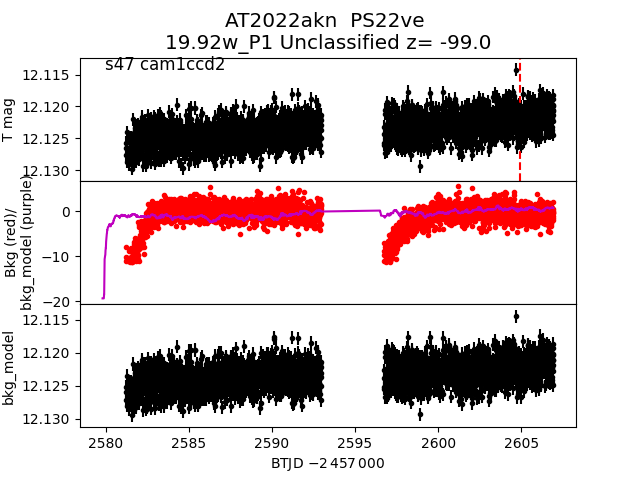 AT2022akn  PS22ve
19.92w_P1 Unclassified z= -99.0
s47 cam1ccd2
T mag
12.115
12.120
12.125
12.130
Bkg (red)/
bkg_model (purple)
0
−10
−20
bkg_model
12.115
12.120
12.125
12.130
2580 2585 2590 2595 2600 2605
BTJD −2 457 000